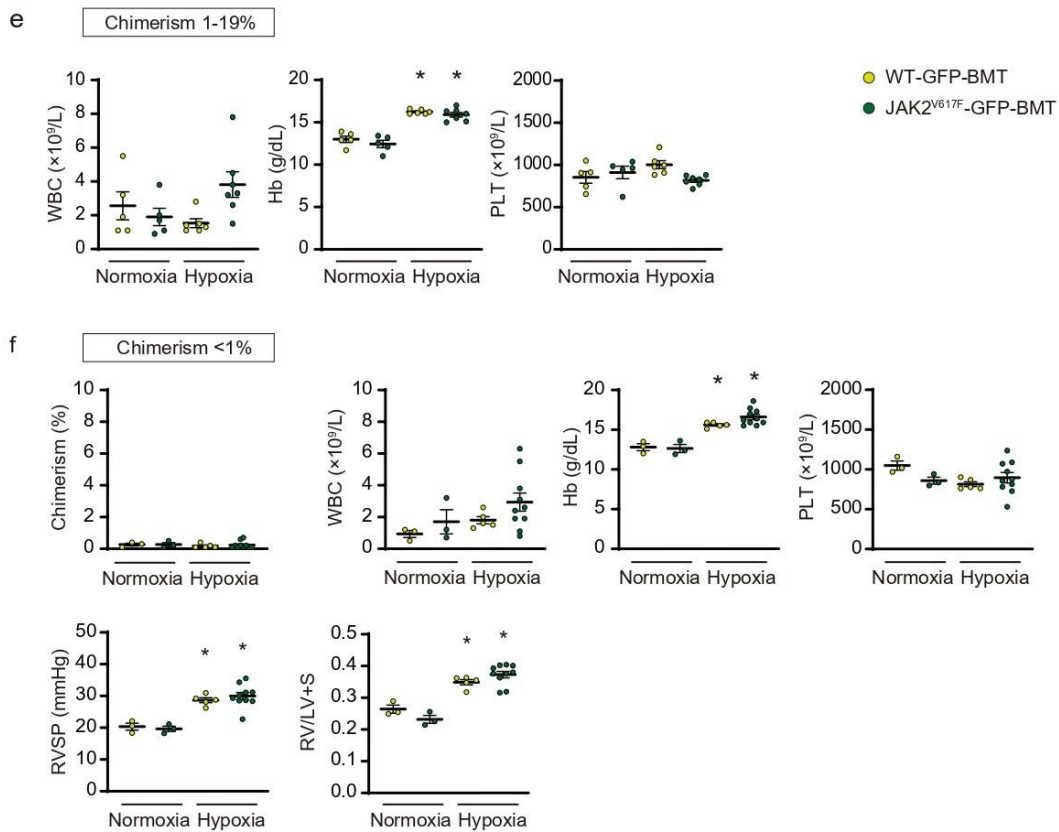 e
Chimerism 1-19%
WT-GFP-BMT
JAK2V617F-GFP-BMT
WBC (×10⁹/L)
10
8
6
4
2
0
Normoxia Hypoxia
Hb (g/dL)
20
15
10
5
0
* *
Normoxia Hypoxia
PLT (×10⁹/L)
2000
1500
1000
500
0
Normoxia Hypoxia
f
Chimerism <1%
Chimerism (%)
10
8
6
4
2
0
Normoxia Hypoxia
WBC (×10⁹/L)
10
8
6
4
2
0
Normoxia Hypoxia
Hb (g/dL)
20
15
10
5
0
* *
Normoxia Hypoxia
PLT (×10⁹/L)
2000
1500
1000
500
0
Normoxia Hypoxia
RVSP (mmHg)
50
40
30
20
10
0
* *
Normoxia Hypoxia
RV/LV+S
0.5
0.4
0.3
0.2
0.1
0.0
* *
Normoxia Hypoxia